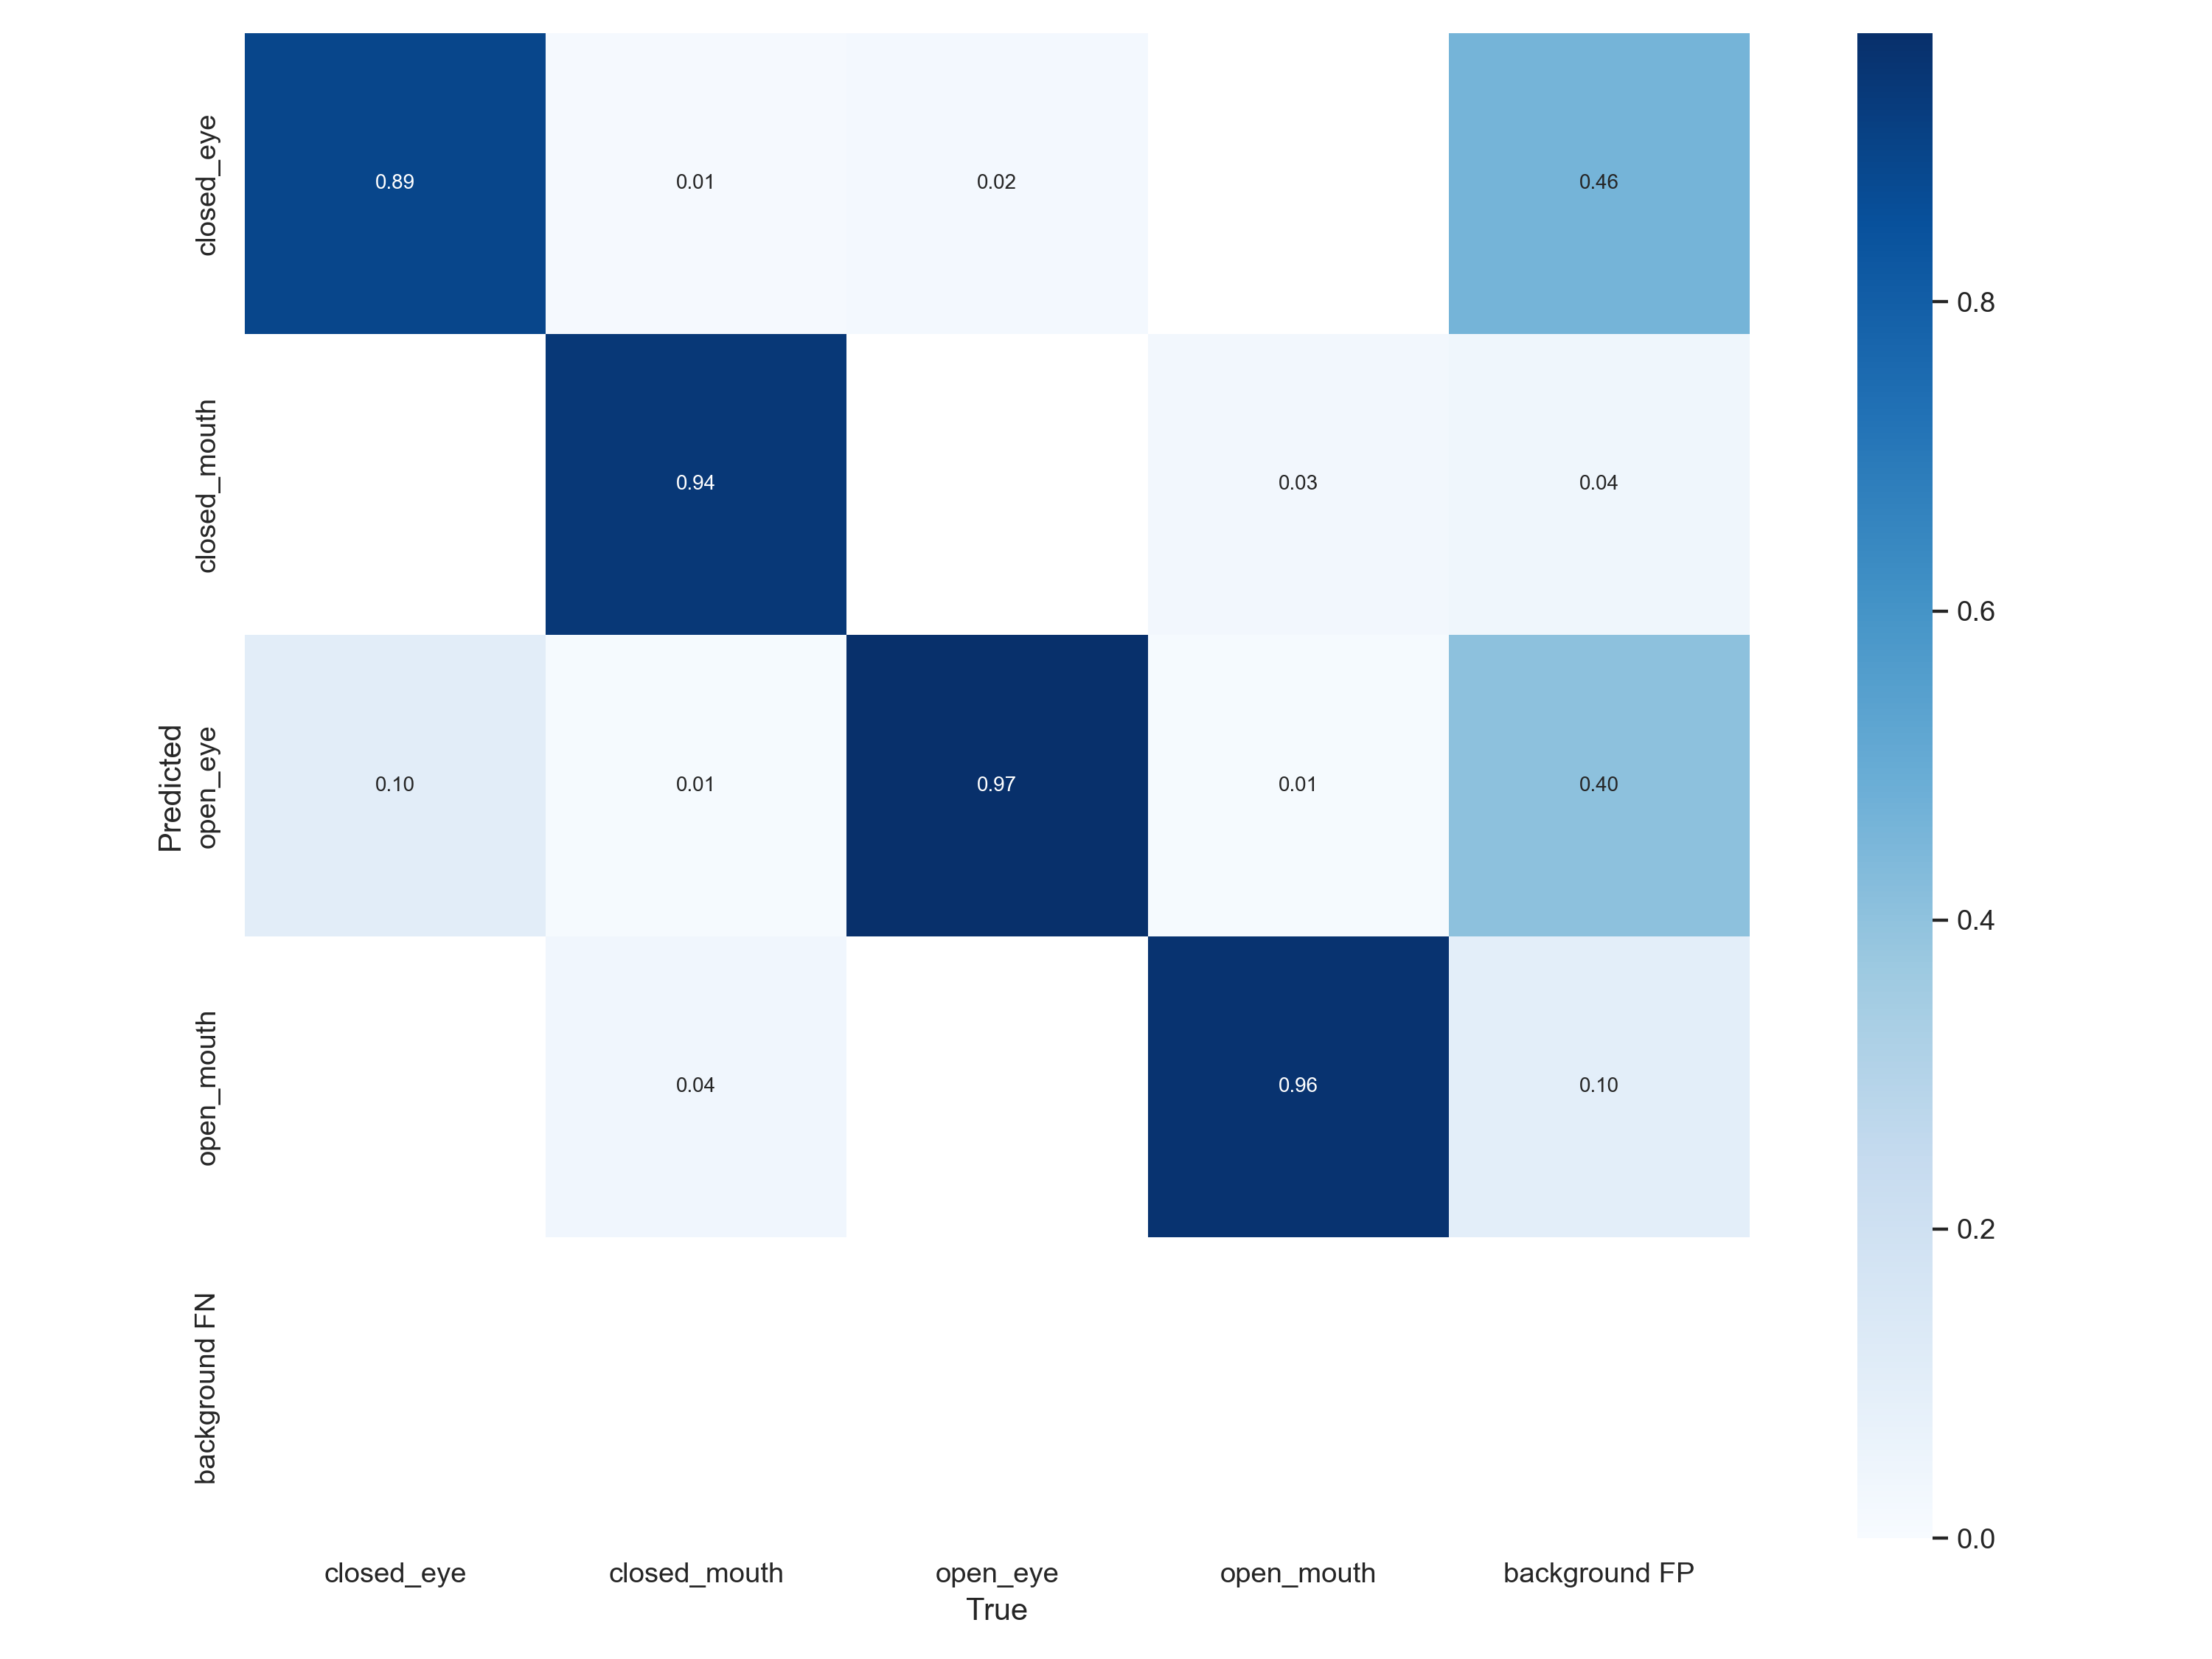 closed_eye
0.89
0.01
0.02
0.46
closed_mouth
0.94
0.03
0.04
Predicted
open_eye
0.10
0.01
0.97
0.01
0.40
open_mouth
0.04
0.96
0.10
background FN
closed_eye
closed_mouth
open_eye
open_mouth
background FP
True
0.8
0.6
0.4
0.2
0.0